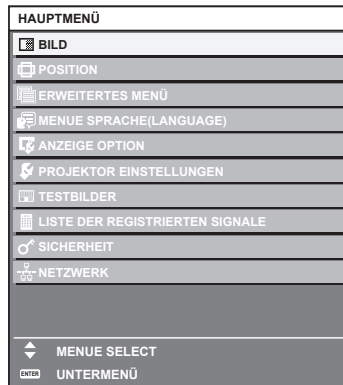 HAUPTMENÜ
BILD
POSITION
ERWEITERTES MENÜ
MENUE SPRACHE(LANGUAGE)
ANZEIGE OPTION
PROJEKTOR EINSTELLUNGEN
TESTBILDER
LISTE DER REGISTRIERTEN SIGNALE
SICHERHEIT
NETZWERK
MENUE SELECT
ENTER UNTERMENÜ